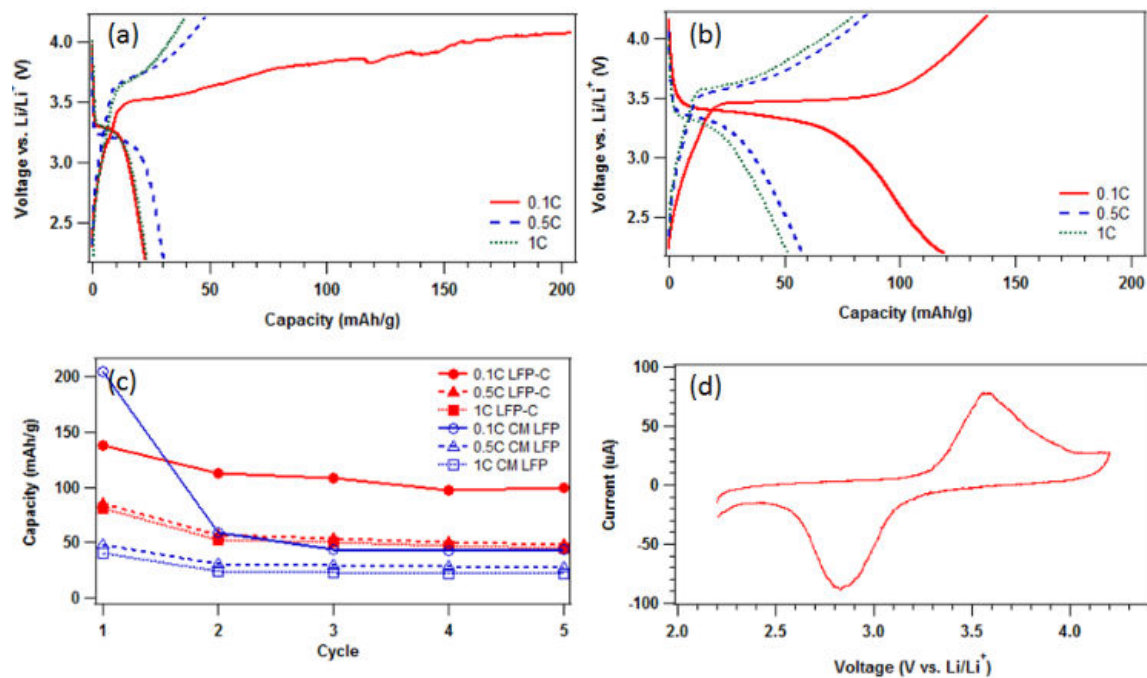 (a)
4.0
3.5
3.0
2.5
Voltage vs. Li/Li⁻ (V)
0.1C
0.5C
1C
0 50 100 150 200
Capacity (mAh/g)
(b)
4.0
3.5
3.0
2.5
Voltage vs. Li/Li⁺ (V)
0.1C
0.5C
1C
0 50 100 150 200
Capacity (mAh/g)
(c)
200
150
100
50
0
Capacity (mAh/g)
0.1C LFP-C
0.5C LFP-C
1C LFP-C
0.1C CM LFP
0.5C CM LFP
1C CM LFP
1 2 3 4 5
Cycle
(d)
100
50
0
-50
-100
Current (uA)
2.0 2.5 3.0 3.5 4.0
Voltage (V vs. Li/Li⁺)